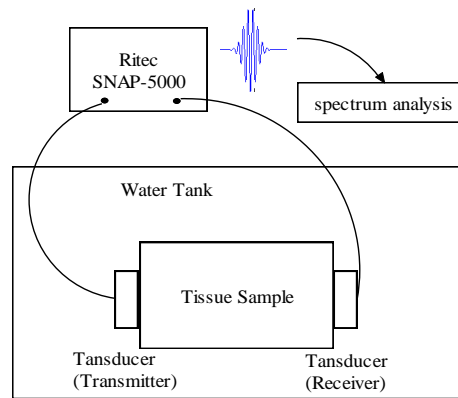 Ritec
SNAP-5000
spectrum analysis
Water Tank
Tissue Sample
Tansducer
(Transmitter)
Tansducer
(Receiver)